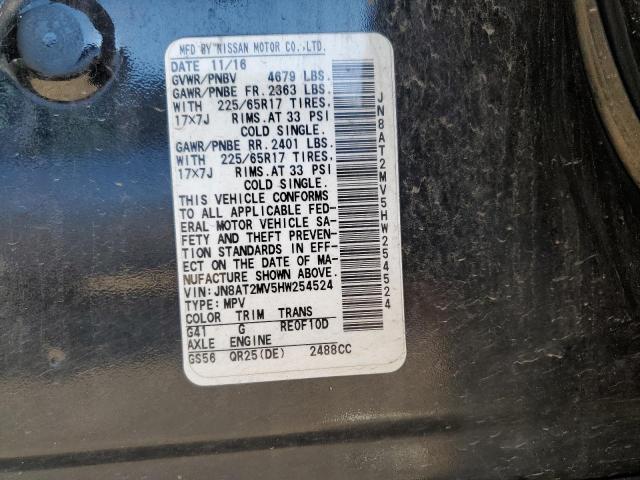 MFD BY NISSAN MOTOR CO., LTD.
DATE 11/16
GVWR/PNBV 4679 LBS.
GAWR/PNBE FR. 2363 LBS.
WITH 225/65R17 TIRES.
17×7J RIMS. AT 33 PSI
COLD SINGLE.
GAWR/PNBE RR. 2401 LBS.
WITH 225/65R17 TIRES.
17×7J RIMS. AT 33 PSI
COLD SINGLE.
THIS VEHICLE CONFORMS
TO ALL APPLICABLE FED-
ERAL MOTOR VEHICLE SA-
FETY AND THEFT PREVEN-
TION STANDARDS IN EFF-
ECT ON THE DATE OF MA-
NUFACTURE SHOWN ABOVE.
VIN: JN8AT2MV5HW254524
TYPE: MPV
COLOR TRIM TRANS
G41 G RE0F10D
AXLE ENGINE
GS56 QR25(DE) 2488CC
JN8AT2MV5HW254524